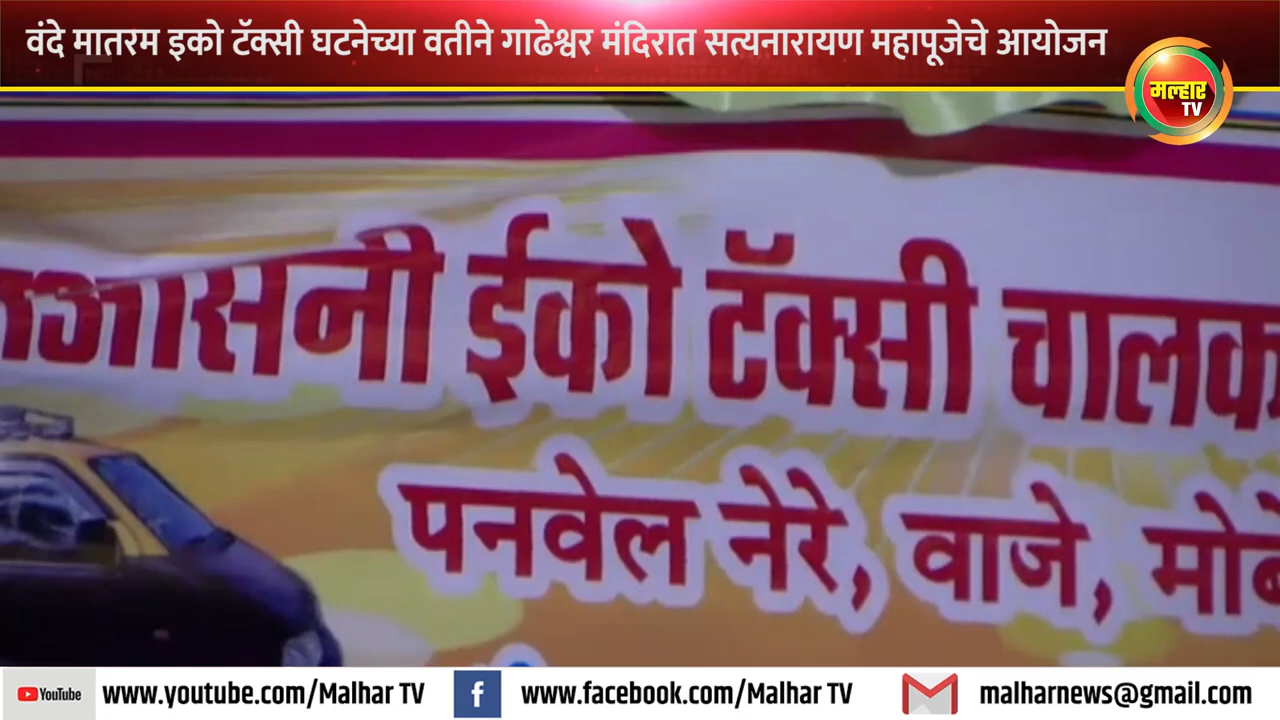 वंदे मातरम इको टॅक्सी घटनेच्या वतीने गाढेश्वर मंदिरात सत्यनारायण महापूजेचे आयोजन
मल्हार
TV
ईको टॅक्सी चालक
पनवेल नेरे, वाजे,
YouTube www.youtube.com/Malhar TV f www.facebook.com/Malhar TV malharnews@gmail.com